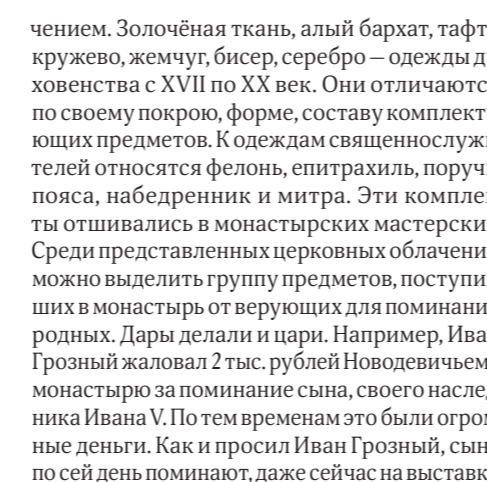 чением. Золочёная ткань, алый бархат, тафт
кружево, жемчуг, бисер, серебро — одежды д
ховенства с XVII по XX век. Они отличаютс
по своему покрою, форме, составу комплект
ющих предметов. К одеждам священнослуж
телей относятся фелонь, епитрахиль, поруч
пояса, набедренник и митра. Эти компле
ты отшивались в монастырских мастерски
Среди представленных церковных облачени
можно выделить группу предметов, поступи
ших в монастырь от верующих для поминани
родных. Дары делали и цари. Например, Ива
Грозный жаловал 2 тыс. рублей Новодевичьем
монастырю за поминание сына, своего насле
ника Ивана V. По тем временам это были огро
ные деньги. Как и просил Иван Грозный, сын
по сей день поминают, даже сейчас на выставк